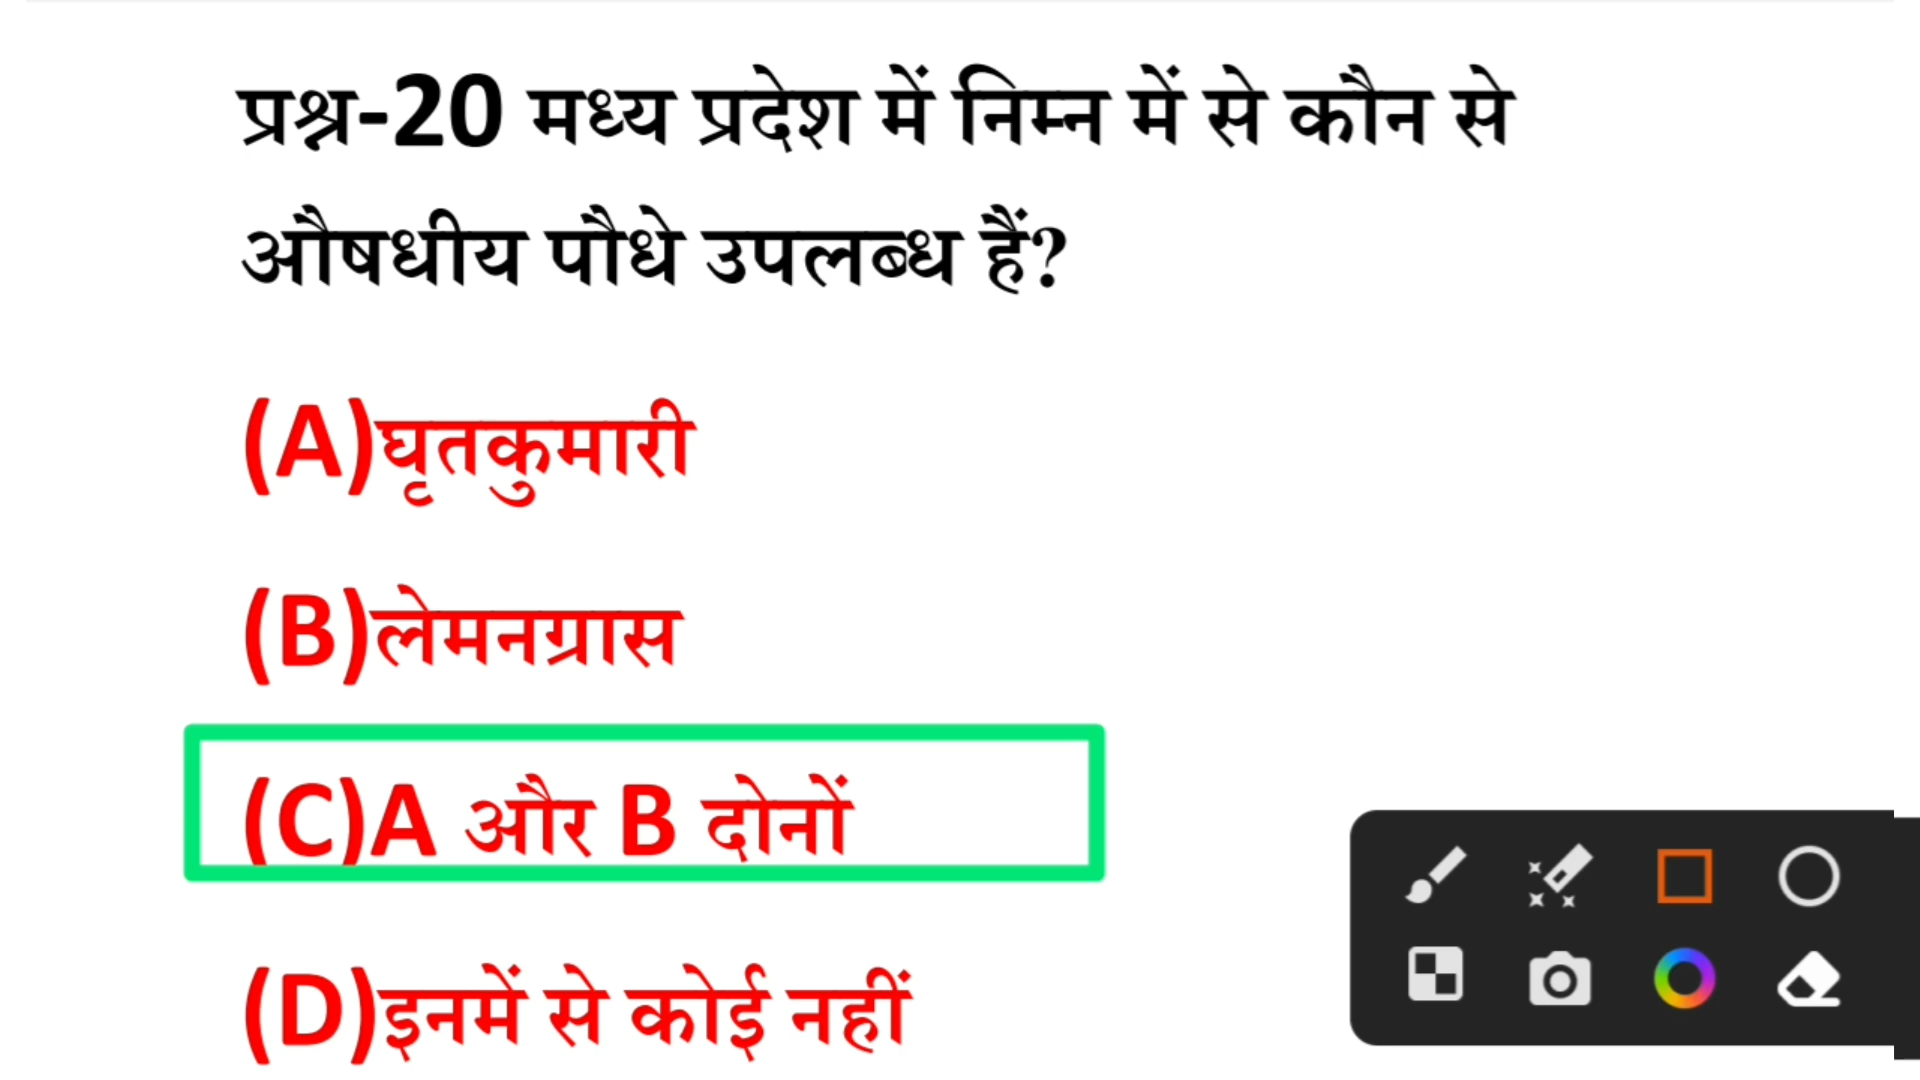 प्रश्न-20 मध्य प्रदेश में निम्न में से कौन से
औषधीय पौधे उपलब्ध हैं?
(A)घृतकुमारी
(B)लेमनग्रास
(C)A और B दोनों
(D)इनमें से कोई नहीं